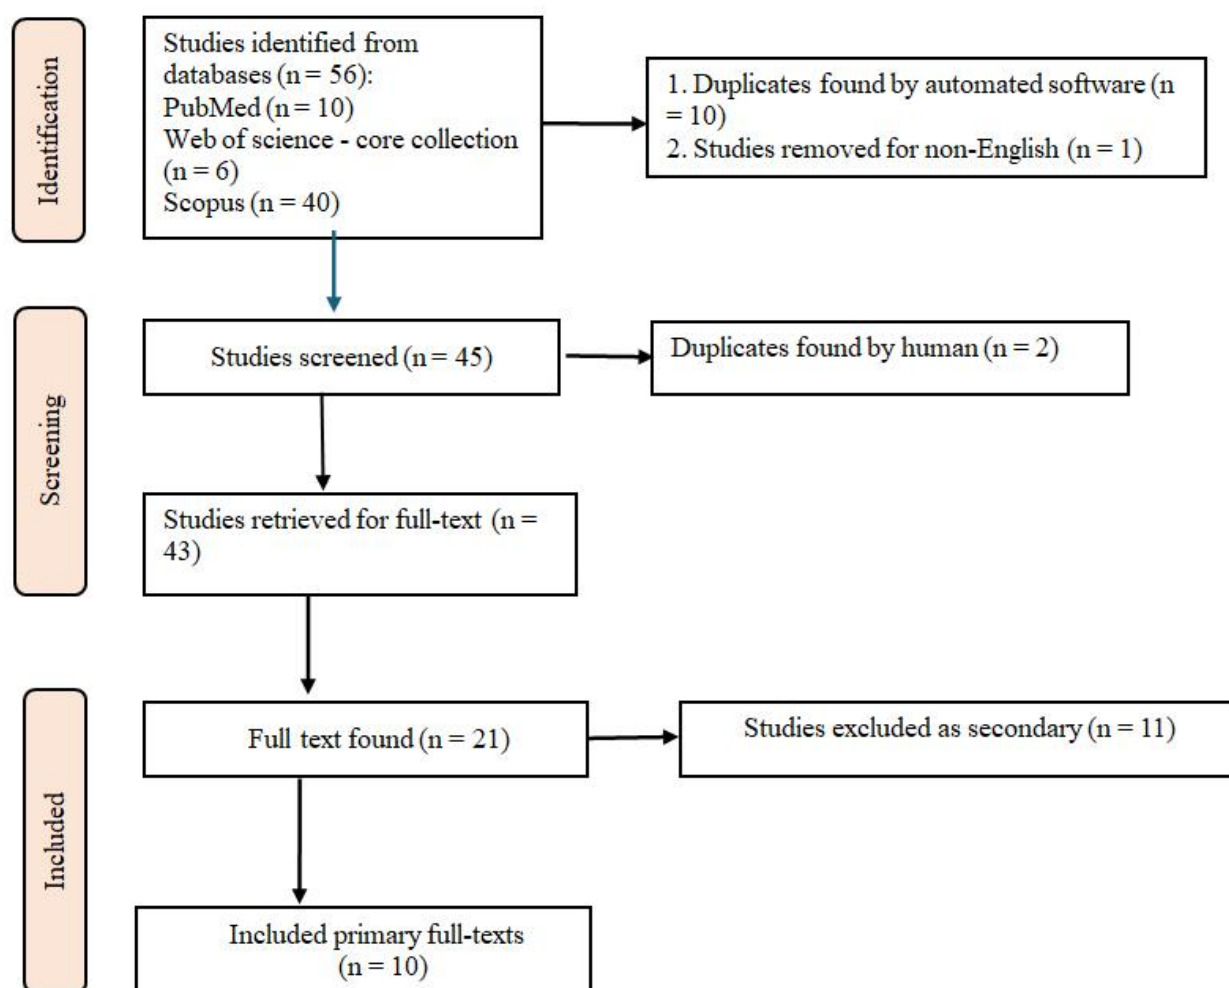 Identification
Studies identified from
databases (n = 56):
PubMed (n = 10)
Web of science - core collection
(n = 6)
Scopus (n = 40)
1. Duplicates found by automated software (n
= 10)
2. Studies removed for non-English (n = 1)
Screening
Studies screened (n = 45)
Duplicates found by human (n = 2)
Studies retrieved for full-text (n =
43)
Included
Full text found (n = 21)
Studies excluded as secondary (n = 11)
Included primary full-texts
(n = 10)